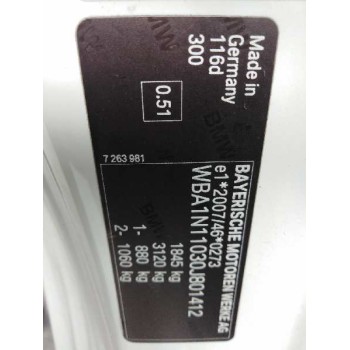 BAYERISCHE MOTOREN WERKE AG
e1*2007/46*0273
WBA1N11030J801412
1845 kg
3120 kg
1- 880 kg
2- 1060 kg
Made in
Germany
116d
300
0.51
7 263 981